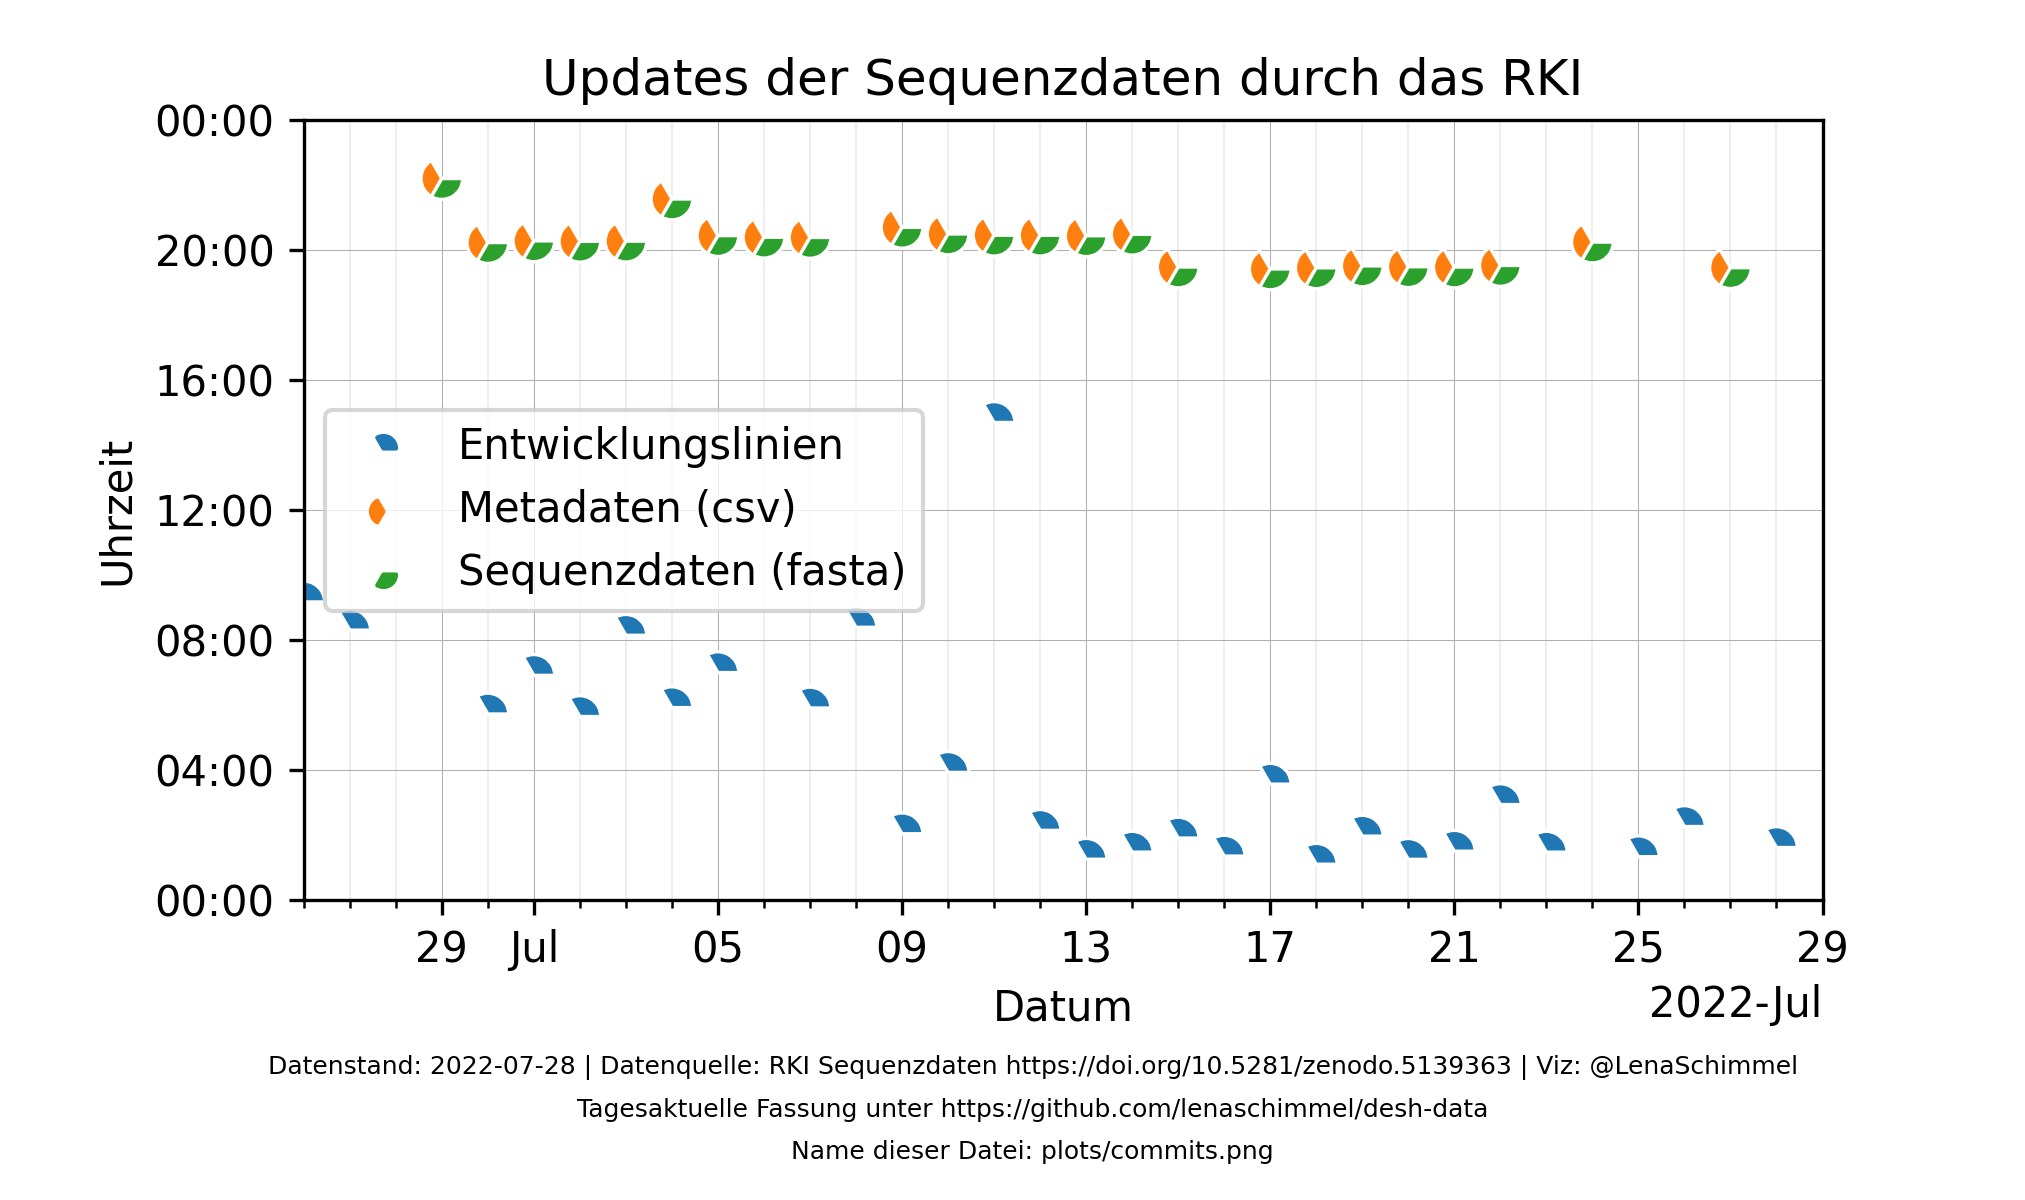 Updates der Sequenzdaten durch das RKI
00:00
20:00
16:00
12:00
08:00
04:00
00:00
Uhrzeit
Entwicklungslinien
Metadaten (csv)
Sequenzdaten (fasta)
29 Jul 05 09 13 17 21 25 29
Datum
2022-Jul
Datenstand: 2022-07-28 | Datenquelle: RKI Sequenzdaten https://doi.org/10.5281/zenodo.5139363 | Viz: @LenaSchimmel
Tagesaktuelle Fassung unter https://github.com/lenaschimmel/desh-data
Name dieser Datei: plots/commits.png